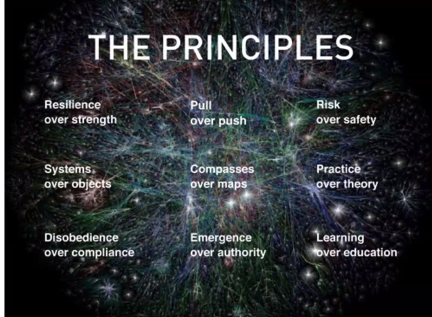 THE PRINCIPLES
Resilience
over strength
Pull
over push
Risk
over safety
Systems
over objects
Compasses
over maps
Practice
over theory
Disobedience
over compliance
Emergence
over authority
Learning
over education